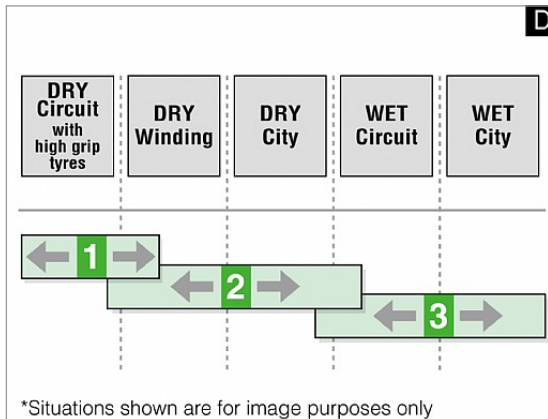 D
DRY
Circuit
with
high grip
tyres
DRY
Winding
DRY
City
WET
Circuit
WET
City
1
2
3
*Situations shown are for image purposes only